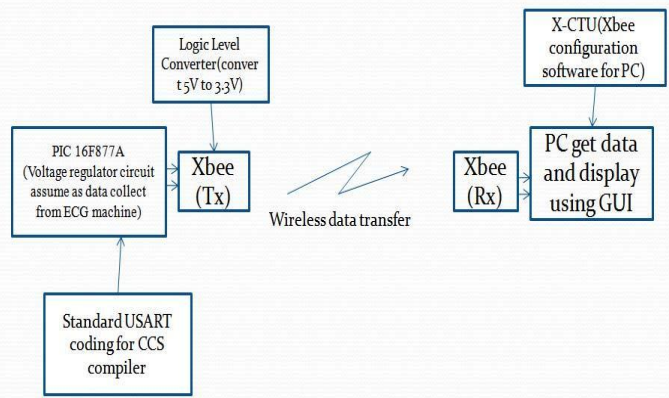 Logic Level
Converter(conver
t 5V to 3.3V)
X-CTU(Xbee
configuration
software for PC)
PIC 16F877A
(Voltage regulator circuit
assume as data collect
from ECG machine)
Xbee
(Tx)
Wireless data transfer
Xbee
(Rx)
PC get data
and display
using GUI
Standard USART
coding for CCS
compiler